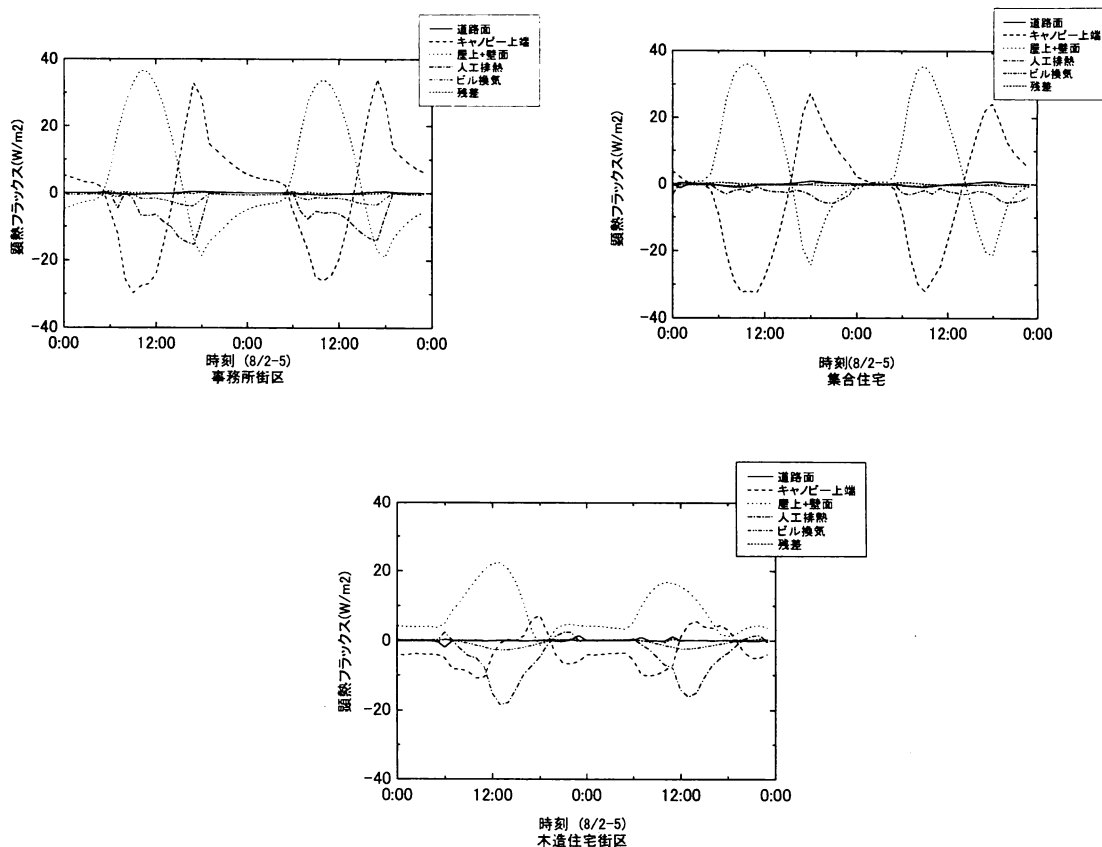 道路面
キャノピー上端
屋上+壁面
人工排熱
ビル換気
残差
顕熱フラックス(W/m2)
40
20
0
−20
−40
0:00
12:00
0:00
12:00
0:00
時刻 (8/2-5)
事務所街区
道路面
キャノピー上端
屋上+壁面
人工排熱
ビル換気
残差
顕熱フラックス(W/m2)
40
20
0
−20
−40
0:00
12:00
0:00
12:00
0:00
時刻(8/2-5)
集合住宅
道路面
キャノピー上端
屋上+壁面
人工排熱
ビル換気
残差
顕熱フラックス(W/m2)
40
20
0
−20
−40
0:00
12:00
0:00
12:00
0:00
時刻 (8/2-5)
木造住宅街区